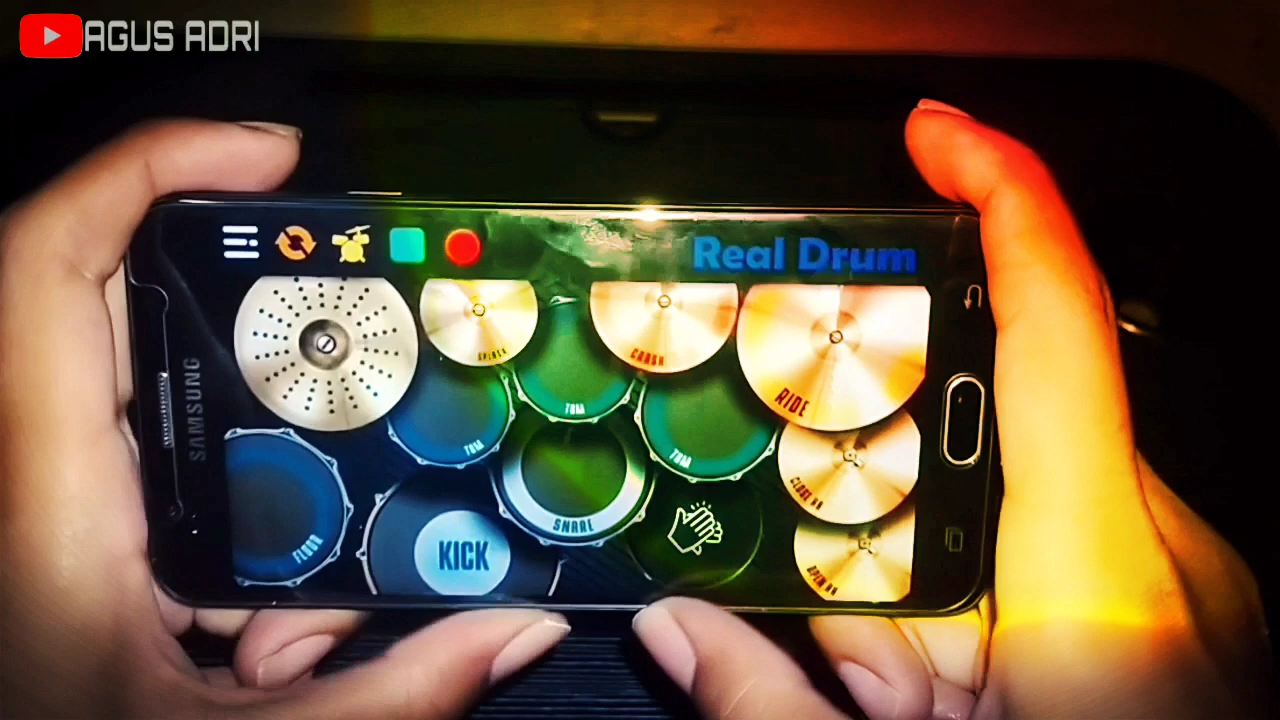 AGUS ADRI
Real Drum
SAMSUNG
SPLASH
CRASH
RIDE
TOM
TOM
TOM
CLOSE HH
SNARE
FLOOR
KICK
OPEN HH